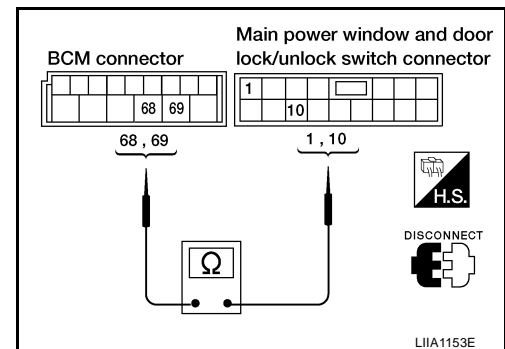 Main power window and door
lock/unlock switch connector
BCM connector
1
68 69
10
68 , 69
1 , 10
H.S.
DISCONNECT
Ω
LIIA1153E